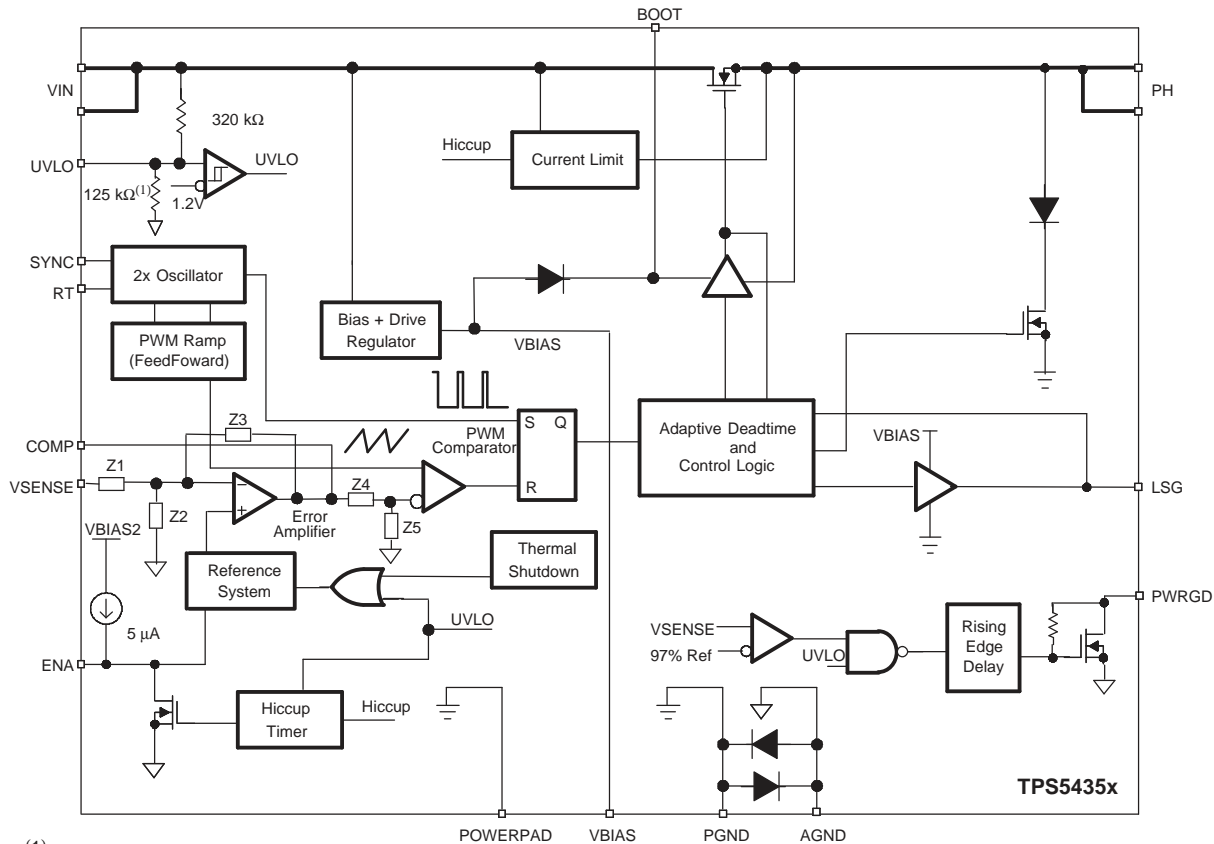 BOOT
VIN
PH
320 kΩ
UVLO
UVLO
125 kΩ(1)
1.2V
Hiccup
Current Limit
SYNC
RT
2x Oscillator
PWM Ramp
(FeedFoward)
Bias + Drive
Regulator
VBIAS
COMP
VSENSE
Z1
Z2
Z3
Z4
Z5
Error
Amplifier
PWM
Comparator
S
Q
R
Adaptive Deadtime
and
Control Logic
VBIAS
LSG
VBIAS2
5 μA
ENA
Reference
System
Thermal
Shutdown
UVLO
Hiccup
Timer
Hiccup
VSENSE
97% Ref
UVLO
Rising
Edge
Delay
PWRGD
TPS5435x
POWERPAD
VBIAS
PGND
AGND
(1)